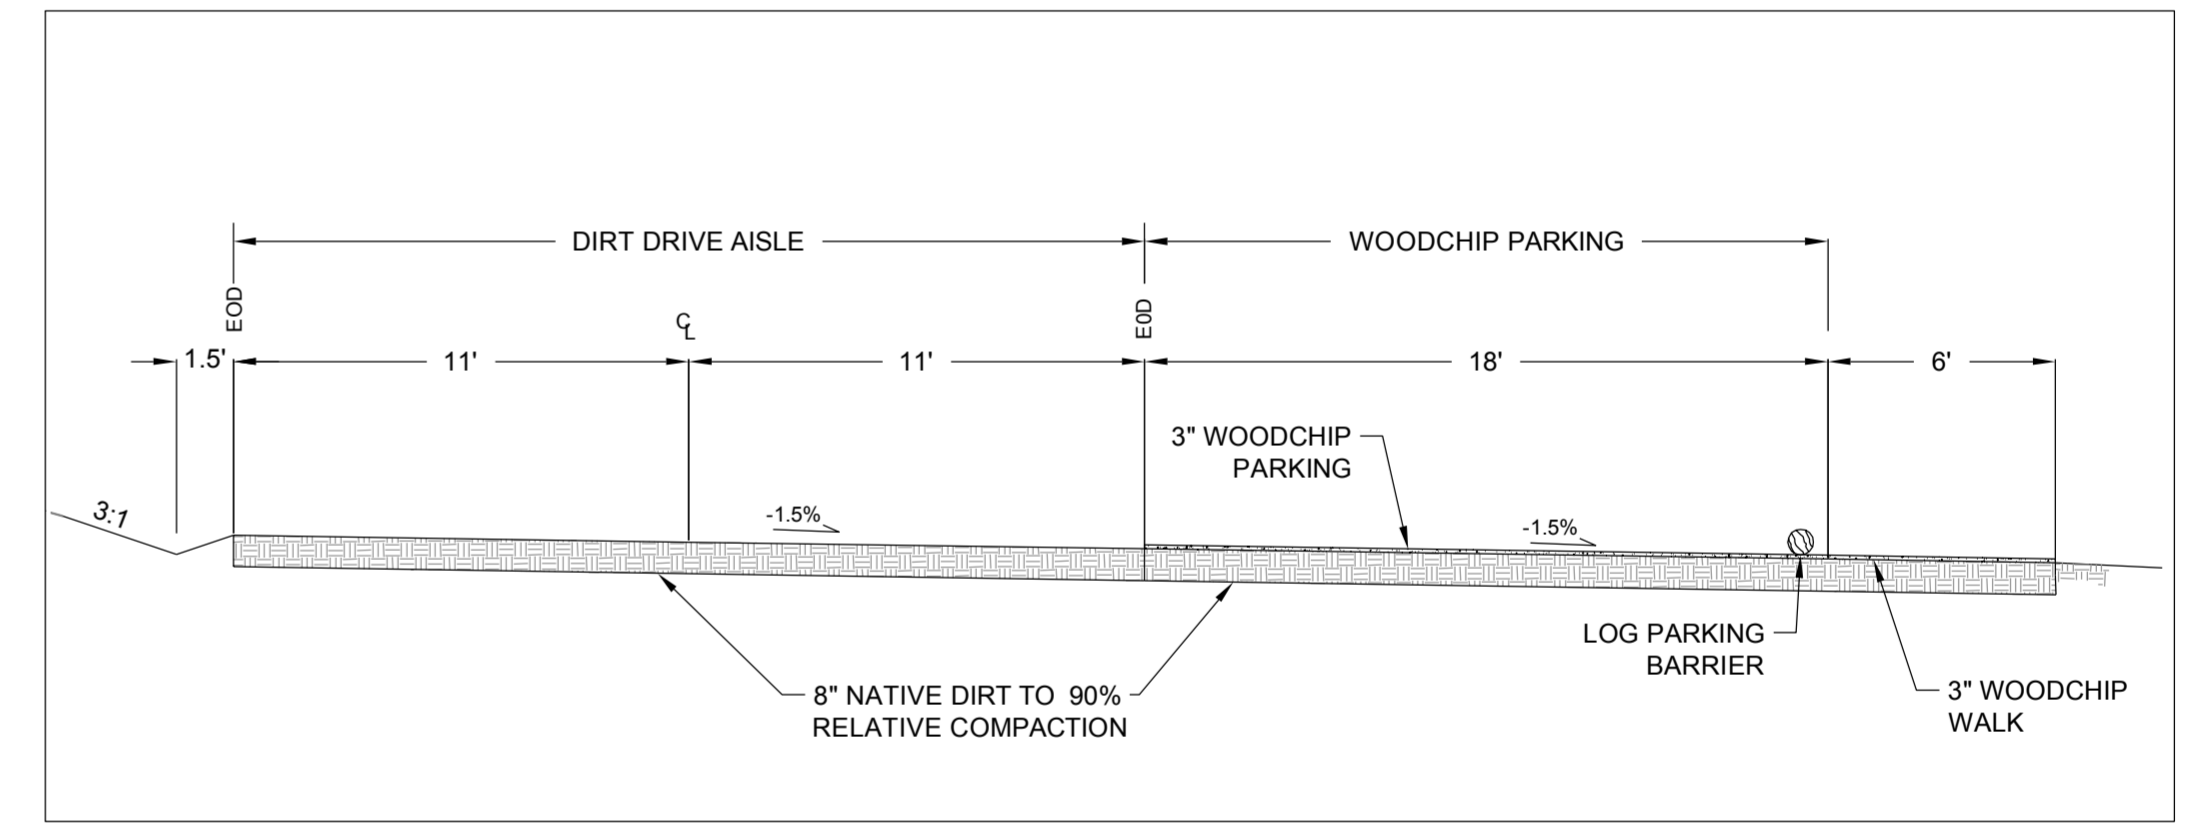 DIRT DRIVE AISLE
WOODCHIP PARKING
EOD
CL
E0D
1.5'
11'
11'
18'
6'
3" WOODCHIP
PARKING
3:1
-1.5%
-1.5%
LOG PARKING
BARRIER
8" NATIVE DIRT TO 90%
RELATIVE COMPACTION
3" WOODCHIP
WALK